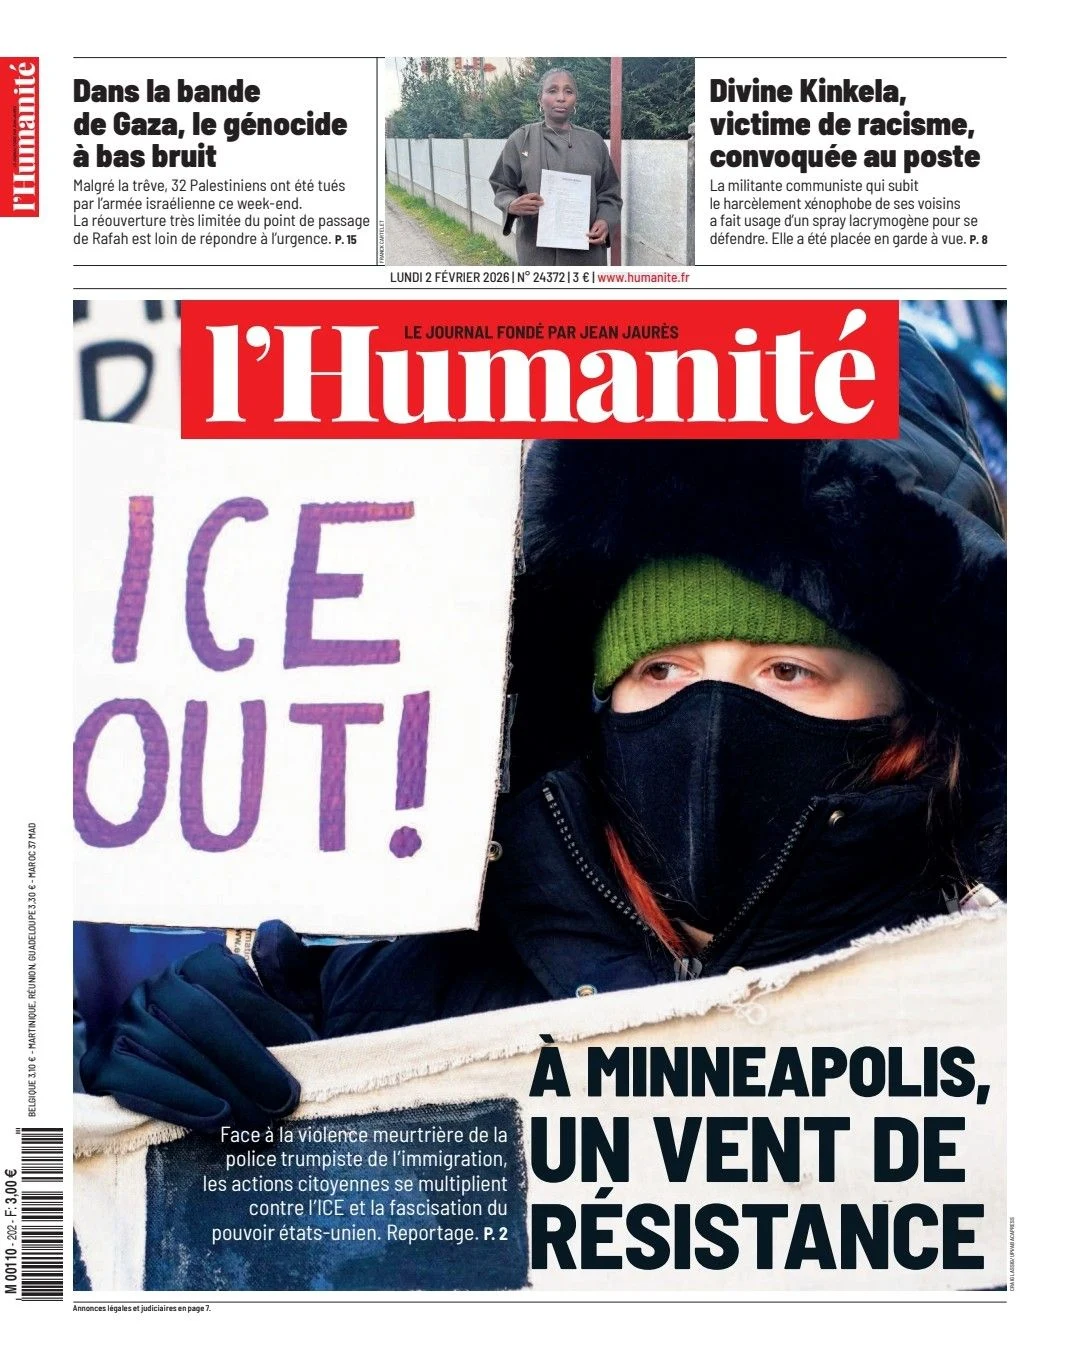 l'Humanité
Dans la bande
de Gaza, le génocide
à bas bruit
Malgré la trêve, 32 Palestiniens ont été tués
par l'armée israélienne ce week-end.
La réouverture très limitée du point de passage
de Rafah est loin de répondre à l'urgence. P. 15
FRANCK CARTELET
Divine Kinkela,
victime de racisme,
convoquée au poste
La militante communiste qui subit
le harcèlement xénophobe de ses voisins
a fait usage d'un spray lacrymogène pour se
défendre. Elle a été placée en garde à vue. P. 8
LUNDI 2 FÉVRIER 2026 | N° 24372 | 3 € | www.humanite.fr
LE JOURNAL FONDÉ PAR JEAN JAURÈS
l'Humanité
ICE
OUT!
À MINNEAPOLIS,
UN VENT DE
RÉSISTANCE
Face à la violence meurtrière de la
police trumpiste de l'immigration,
les actions citoyennes se multiplient
contre l'ICE et la fascisation du
pouvoir états-unien. Reportage. P. 2
BELGIQUE 3,10 € - MARTINIQUE, RÉUNION, GUADELOUPE 3,30 € - MAROC 37 MAD
M 00110 - 202 - F: 3,00 €
Annonces légales et judiciaires en page 7.